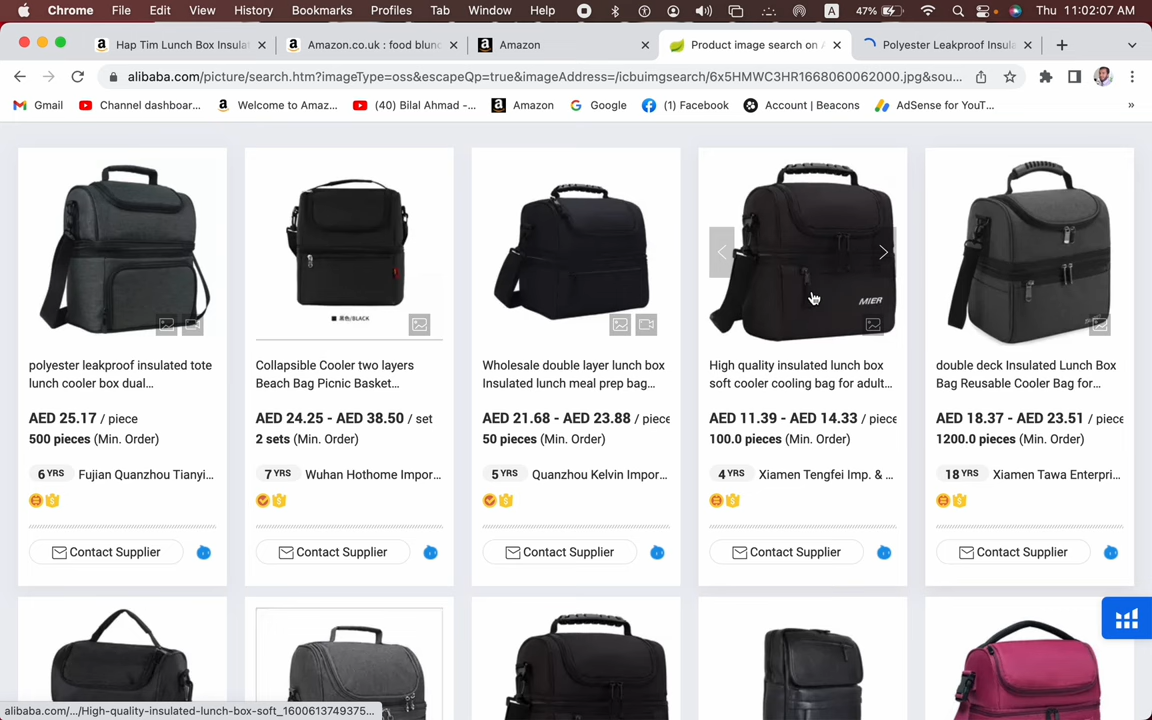 Chrome File Edit View History Bookmarks Profiles Tab Window Help A 47% Thu 11:02:07 AM
Hap Tim Lunch Box Insulat × Amazon.co.uk : food blunc × Amazon × Product image search on A × Polyester Leakproof Insula × +
alibaba.com/picture/search.htm?imageType=oss&escapeQp=true&imageAddress=/icbuimgsearch/6x5HMWC3HR1668060062000.jpg&sou...
Gmail Channel dashboar... Welcome to Amaz... (40) Bilal Ahmad -... Amazon Google (1) Facebook Account | Beacons AdSense for YouT... »
MIER
■ 黑色/BLACK
polyester leakproof insulated tote
lunch cooler box dual...
AED 25.17 / piece
500 pieces (Min. Order)
6 YRS Fujian Quanzhou Tianyi...
Contact Supplier
Collapsible Cooler two layers
Beach Bag Picnic Basket...
AED 24.25 - AED 38.50 / set
2 sets (Min. Order)
7 YRS Wuhan Hothome Impor...
Contact Supplier
Wholesale double layer lunch box
Insulated lunch meal prep bag...
AED 21.68 - AED 23.88 / piece
50 pieces (Min. Order)
5 YRS Quanzhou Kelvin Impor...
Contact Supplier
High quality insulated lunch box
soft cooler cooling bag for adult...
AED 11.39 - AED 14.33 / piece
100.0 pieces (Min. Order)
4 YRS Xiamen Tengfei Imp. & ...
Contact Supplier
double deck Insulated Lunch Box
Bag Reusable Cooler Bag for...
AED 18.37 - AED 23.51 / piece
1200.0 pieces (Min. Order)
18 YRS Xiamen Tawa Enterpri...
Contact Supplier
alibaba.com/.../High-quality-insulated-lunch-box-soft_1600613749375...